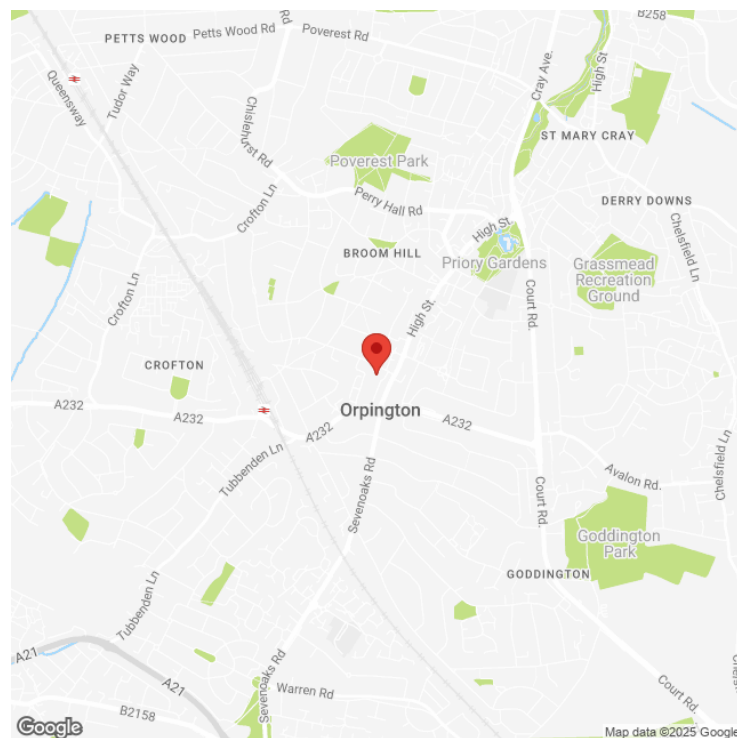 B258
PETTS WOOD
Petts Wood Rd
Poverest Rd
Rd
Queensway
Tudor Way
Cray Ave.
High St
Chislehurst Rd
ST MARY CRAY
Poverest Park
Crofton Ln
Perry Hall Rd
DERRY DOWNS
High St.
BROOM HILL
Priory Gardens
Chelsfield Ln
Grassmead
Recreation
Ground
Crofton Ln
Court Rd.
High St.
CROFTON
A232
A232
Orpington
A232
A232
Tubbenden Ln
Sevenoaks Rd
Avalon Rd.
Chelsfield Ln
Court Rd.
Goddington
Park
GODDINGTON
Tubbenden Ln
A21
A21
Sevenoaks Rd
Warren Rd
Court Rd.
B2158
Google
Map data ©2025 Google